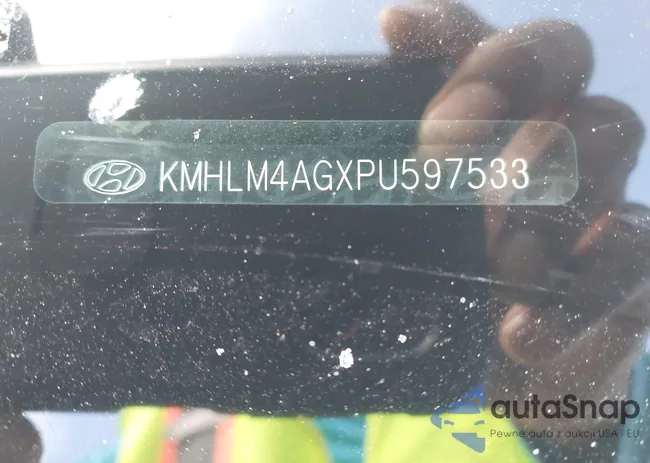 KMHLM4AGXPU597533
autaSnap
Pewne auta z aukcji USA i EU